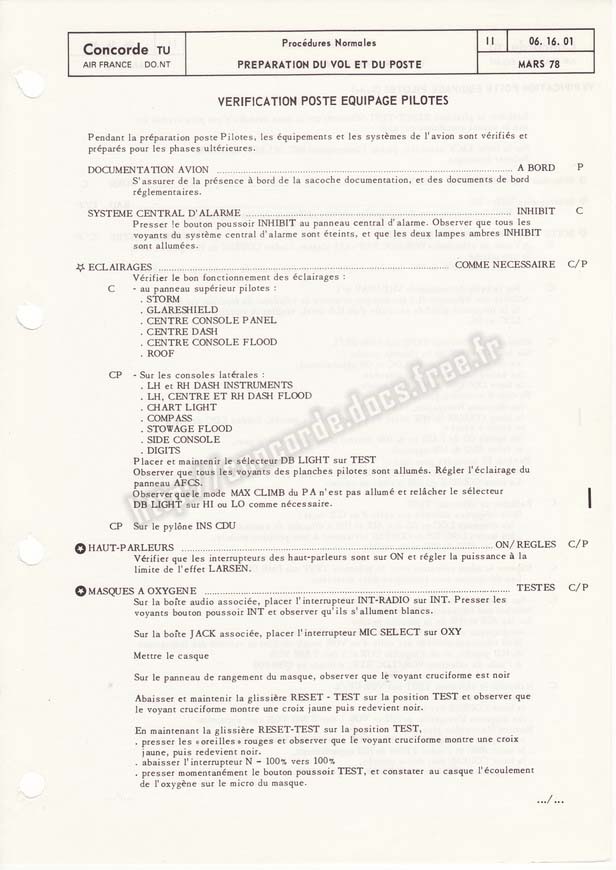 Concorde TU
AIR FRANCE DO.NT
Procédures Normales
PREPARATION DU VOL ET DU POSTE
II 06. 16. 01
MARS 78
VERIFICATION POSTE EQUIPAGE PILOTES
Pendant la préparation poste Pilotes, les équipements et les systèmes de l'avion sont vérifiés et
préparés pour les phases ultérieures.
DOCUMENTATION AVION ........ A BORD P
S'assurer de la présence à bord de la sacoche documentation, et des documents de bord
réglementaires.
SYSTEME CENTRAL D'ALARME ........ INHIBIT C
Presser le bouton poussoir INHIBIT au panneau central d'alarme. Observer que tous les
voyants du système central d'alarme sont éteints, et que les deux lampes ambres INHIBIT
sont allumées.
☆ ECLAIRAGES ........ COMME NECESSAIRE C/P
Vérifier le bon fonctionnement des éclairages :
C - au panneau supérieur pilotes :
. STORM
. GLARESHIELD
. CENTRE CONSOLE PANEL
. CENTRE DASH
. CENTRE CONSOLE FLOOD
. ROOF
CP - Sur les consoles latérales :
. LH et RH DASH INSTRUMENTS
. LH, CENTRE ET RH DASH FLOOD
. CHART LIGHT
. COMPASS
. STOWAGE FLOOD
. SIDE CONSOLE
. DIGITS
Placer et maintenir le sélecteur DB LIGHT sur TEST
Observer que tous les voyants des planches pilotes sont allumés. Régler l'éclairage du
panneau AFCS.
Observer que le mode MAX CLIMB du PA n'est pas allumé et relâcher le sélecteur
DB LIGHT sur HI ou LO comme nécessaire.
CP Sur le pylône INS CDU
✪ HAUT-PARLEURS ........ ON/REGLES C/P
Vérifier que les interrupteurs des haut-parleurs sont sur ON et régler la puissance à la
limite de l'effet LARSEN.
✪ MASQUES A OXYGENE ........ TESTES C/P
Sur la boîte audio associée, placer l'interrupteur INT-RADIO sur INT. Presser les
voyants bouton poussoir INT et observer qu'ils s'allument blancs.
Sur la boîte JACK associée, placer l'interrupteur MIC SELECT sur OXY
Mettre le casque
Sur le panneau de rangement du masque, observer que le voyant cruciforme est noir
Abaisser et maintenir la glissière RESET - TEST sur la position TEST et observer que
le voyant cruciforme montre une croix jaune puis redevient noir.
En maintenant la glissière RESET-TEST sur la position TEST,
. presser les «oreilles» rouges et observer que le voyant cruciforme montre une croix
jaune, puis redevient noir.
. abaisser l'interrupteur N - 100% vers 100%
. presser momentanément le bouton poussoir TEST, et constater au casque l'écoulement
de l'oxygène sur le micro du masque.
.../...
http://concorde.docs.free.fr